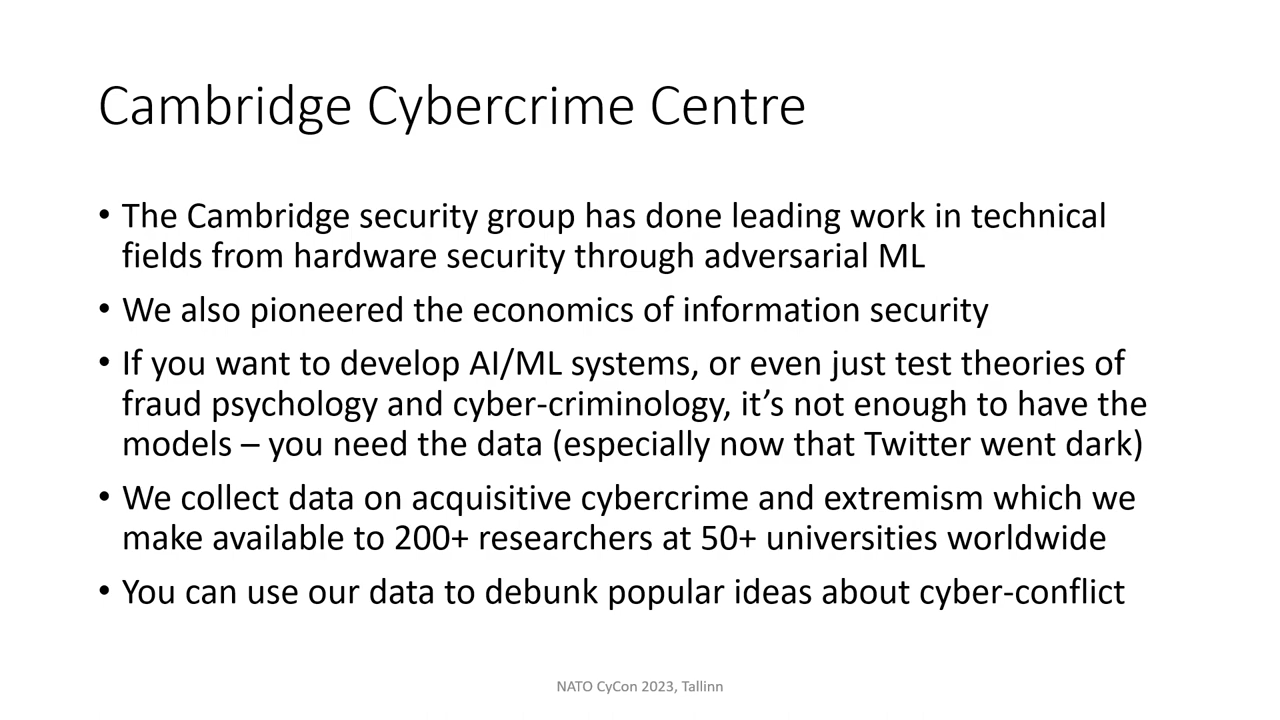 Cambridge Cybercrime Centre
• The Cambridge security group has done leading work in technical
fields from hardware security through adversarial ML
• We also pioneered the economics of information security
• If you want to develop AI/ML systems, or even just test theories of
fraud psychology and cyber-criminology, it’s not enough to have the
models – you need the data (especially now that Twitter went dark)
• We collect data on acquisitive cybercrime and extremism which we
make available to 200+ researchers at 50+ universities worldwide
• You can use our data to debunk popular ideas about cyber-conflict
NATO CyCon 2023, Tallinn